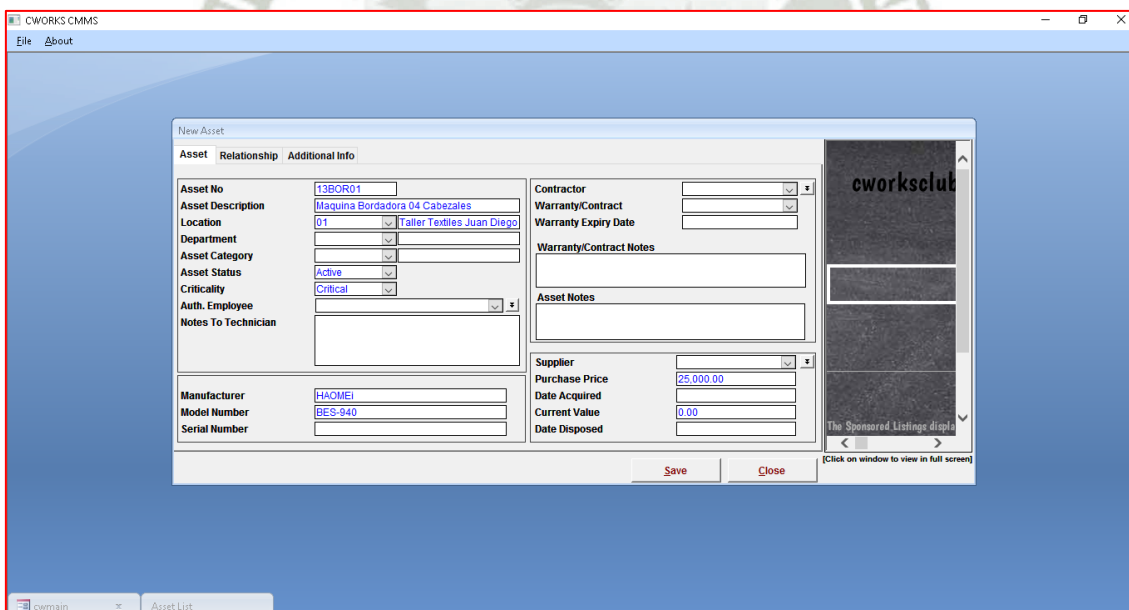 CWORKS CMMS
File About
New Asset
Asset Relationship Additional Info
Asset No 13BOR01
Asset Description Maquina Bordadora 04 Cabezales
Location 01 Taller Textiles Juan Diego
Department
Asset Category
Asset Status Active
Criticality Critical
Auth. Employee
Notes To Technician
Manufacturer HAOMEi
Model Number BES-940
Serial Number
Contractor
Warranty/Contract
Warranty Expiry Date
Warranty/Contract Notes
Asset Notes
Supplier
Purchase Price 25,000.00
Date Acquired
Current Value 0.00
Date Disposed
cworksclub
The Sponsored Listings displa
[Click on window to view in full screen]
Save Close
cwmain Asset List